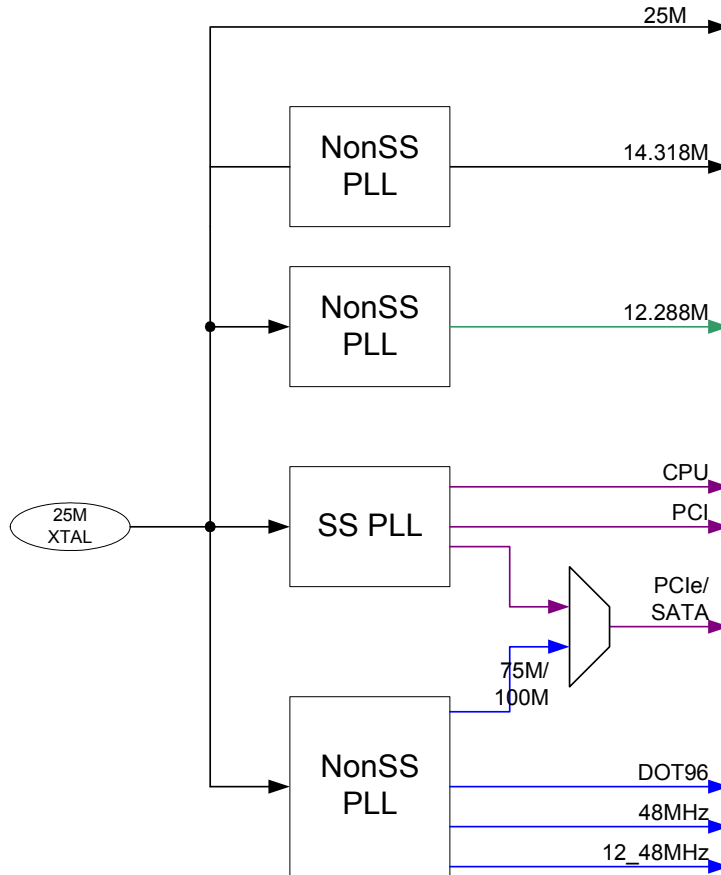 25M
NonSS
PLL
14.318M
NonSS
PLL
12.288M
25M
XTAL
SS PLL
CPU
PCI
PCIe/
SATA
75M/
100M
NonSS
PLL
DOT96
48MHz
12_48MHz